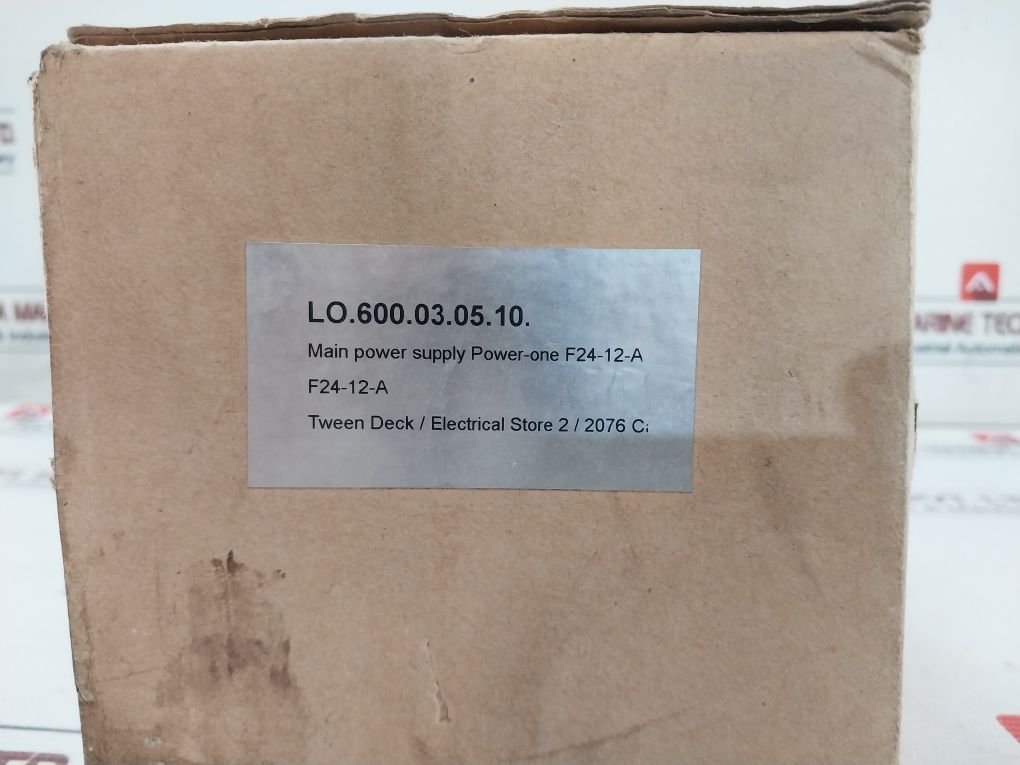 LO.600.03.05.10.
Main power supply Power-one F24-12-A
F24-12-A
Tween Deck / Electrical Store 2 / 2076